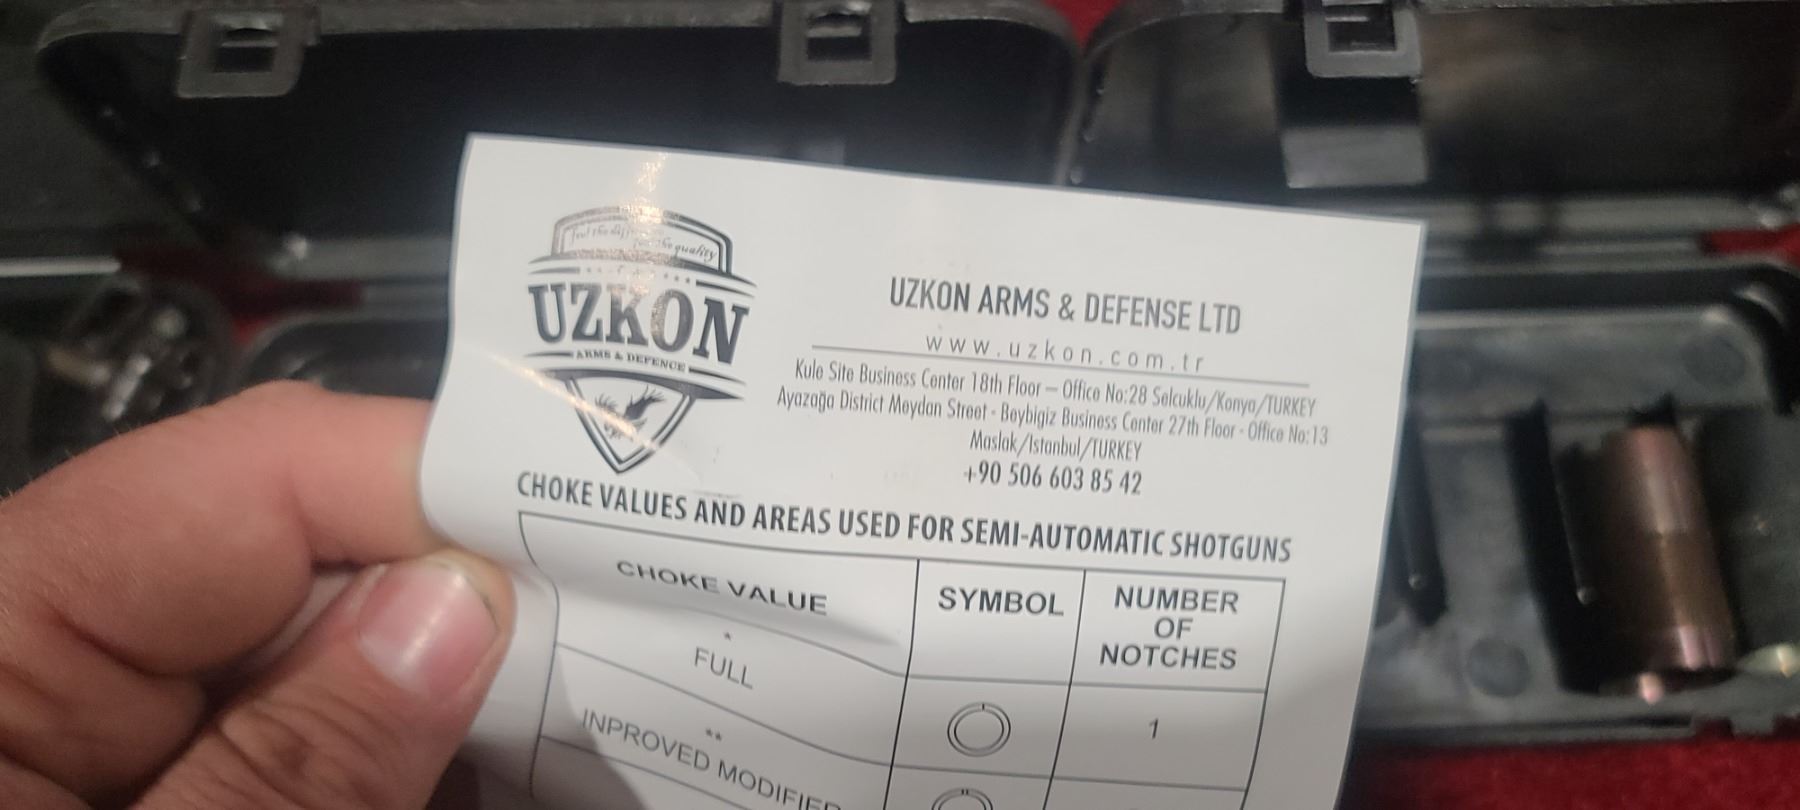 UZKON
ARMS & DEFENCE
the quality
UZKON ARMS & DEFENSE LTD
www.uzkon.com.tr
Kule Site Business Center 18th Floor – Office No:28 Selcuklu/Konya/TURKEY
Ayazağa District Meydan Street - Beybigiz Business Center 27th Floor - Office No:13
Maslak/Istanbul/TURKEY
+90 506 603 85 42
CHOKE VALUES AND AREAS USED FOR SEMI-AUTOMATIC SHOTGUNS
CHOKE VALUE
SYMBOL
NUMBER
OF
NOTCHES
*
FULL
1
**
INPROVED MODIFIED